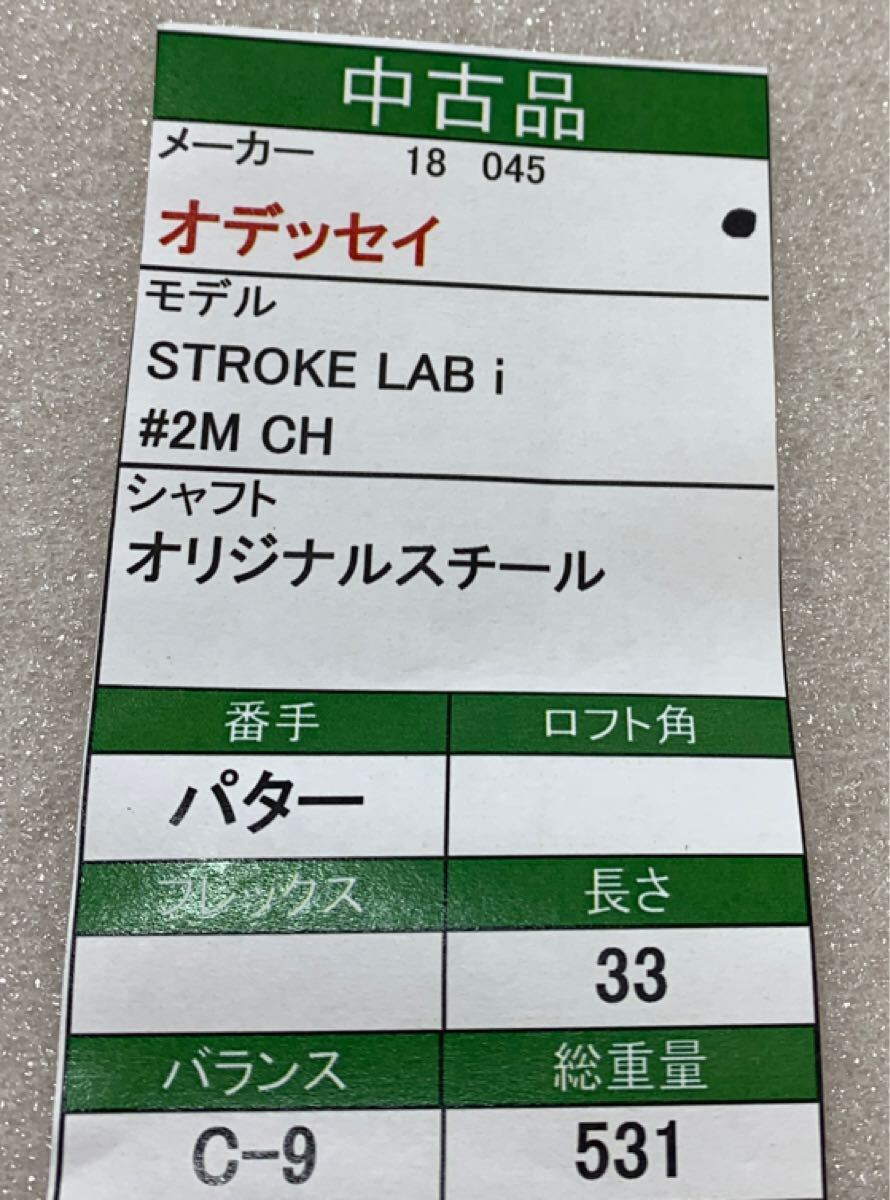 中古品
メーカー 18 045
オデッセイ
モデル
STROKE LAB i
#2M CH
シャフト
オリジナルスチール
番手 ロフト角
パター
フレックス 長さ
33
バランス 総重量
C-9 531